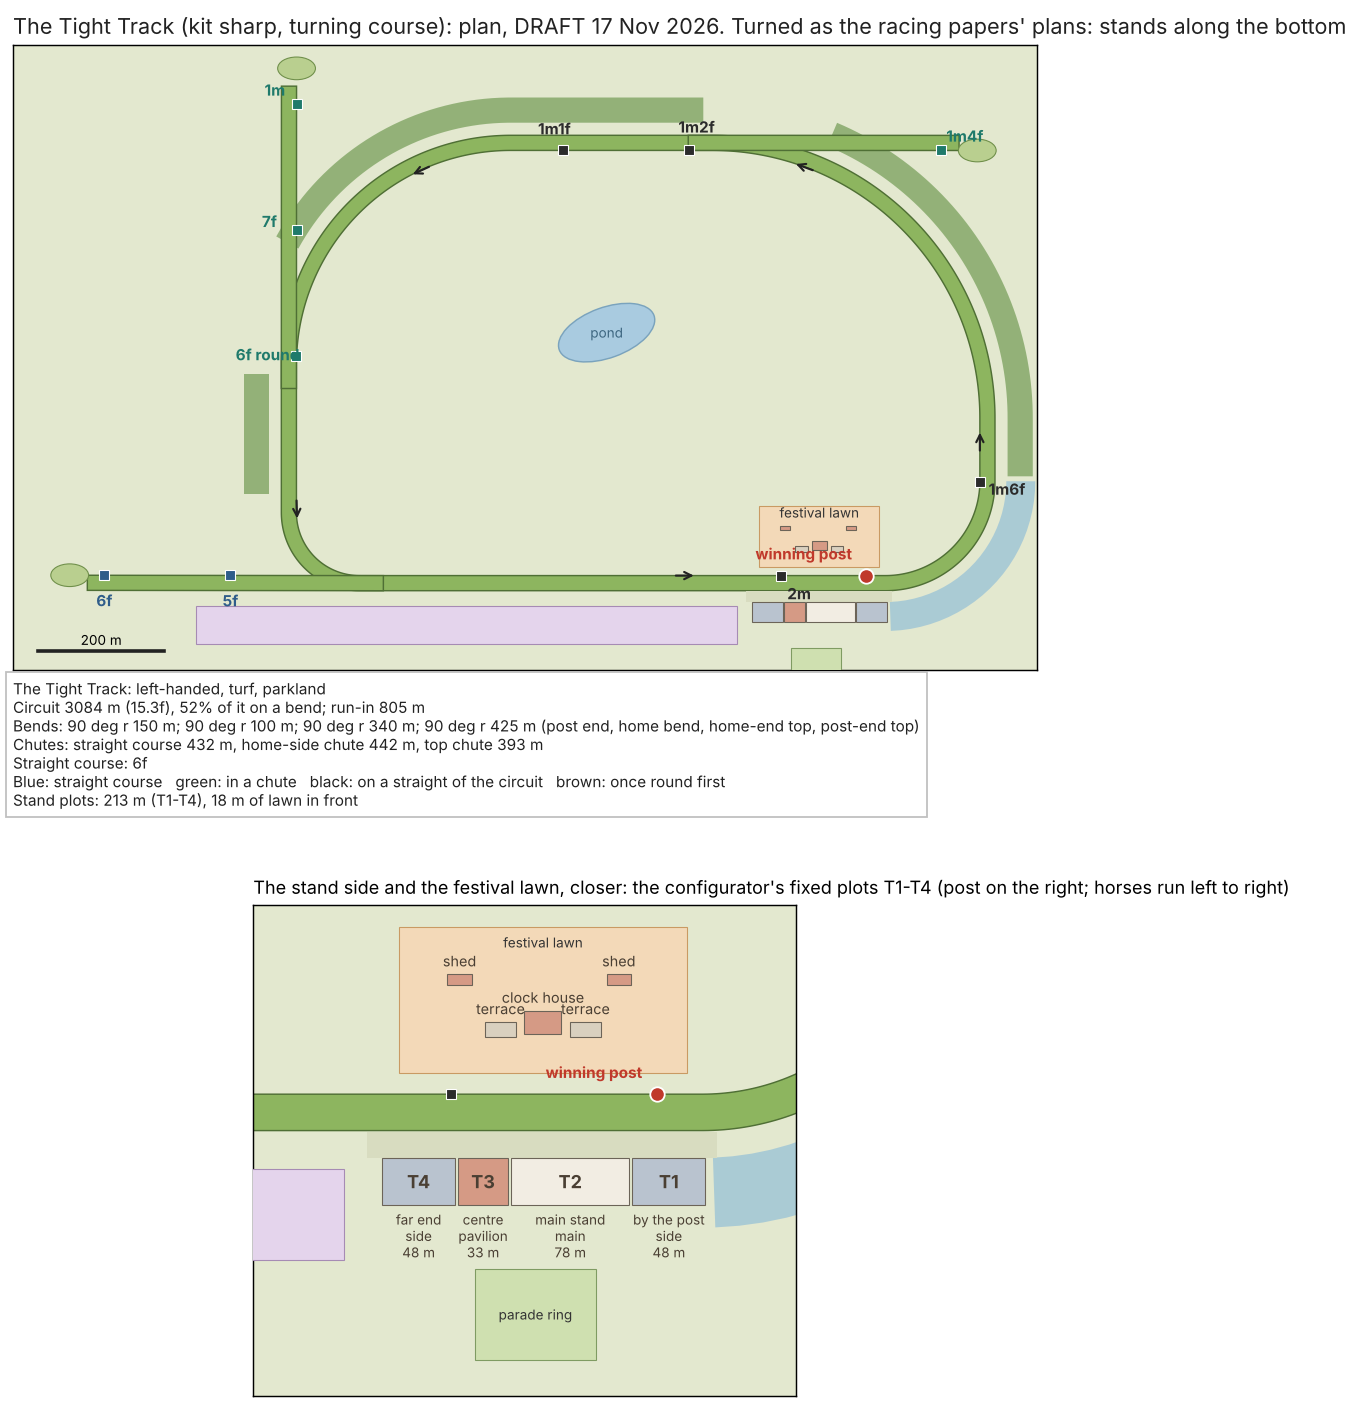 The Tight Track (kit sharp, turning course): plan, DRAFT 17 Nov 2026. Turned as the racing papers' plans: stands along the bottom
1m
1m1f
1m2f
1m4f
7f
pond
6f round
1m6f
festival lawn
winning post
2m
6f
5f
200 m
The Tight Track: left-handed, turf, parkland
Circuit 3084 m (15.3f), 52% of it on a bend; run-in 805 m
Bends: 90 deg r 150 m; 90 deg r 100 m; 90 deg r 340 m; 90 deg r 425 m (post end, home bend, home-end top, post-end top)
Chutes: straight course 432 m, home-side chute 442 m, top chute 393 m
Straight course: 6f
Blue: straight course   green: in a chute   black: on a straight of the circuit   brown: once round first
Stand plots: 213 m (T1-T4), 18 m of lawn in front
The stand side and the festival lawn, closer: the configurator's fixed plots T1-T4 (post on the right; horses run left to right)
festival lawn
shed
shed
clock house
terrace
terrace
winning post
T4
T3
T2
T1
far end
side
48 m
centre
pavilion
33 m
main stand
main
78 m
by the post
side
48 m
parade ring